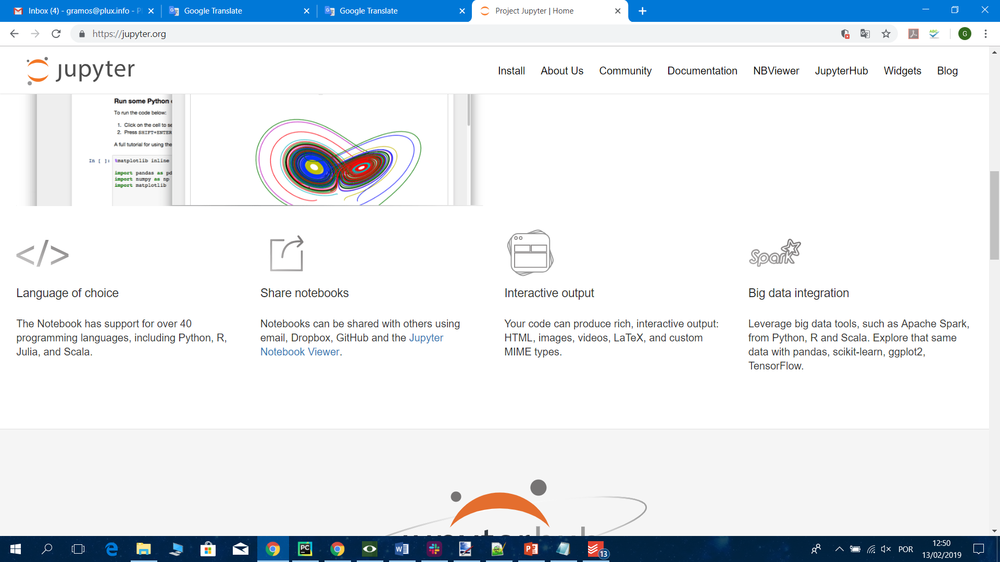 Inbox (4) - gramos@plux.info - P
Google Translate
Google Translate
Project Jupyter | Home
https://jupyter.org
ABC
G
jupyter
Install
About Us
Community
Documentation
NBViewer
JupyterHub
Widgets
Blog
Run some Python
To run the code below:
1. Click on the cell to se
2. Press SHIFT+ENTER
A full tutorial for using the
In [ ]: %matplotlib inline
import pandas as pd
import numpy as np
import matplotlib
</>
Spark
Language of choice
The Notebook has support for over 40
programming languages, including Python, R,
Julia, and Scala.
Share notebooks
Notebooks can be shared with others using
email, Dropbox, GitHub and the Jupyter
Notebook Viewer.
Interactive output
Your code can produce rich, interactive output:
HTML, images, videos, LaTeX, and custom
MIME types.
Big data integration
Leverage big data tools, such as Apache Spark,
from Python, R and Scala. Explore that same
data with pandas, scikit-learn, ggplot2,
TensorFlow.
jupyterhub
PC
13
POR
12:50
13/02/2019